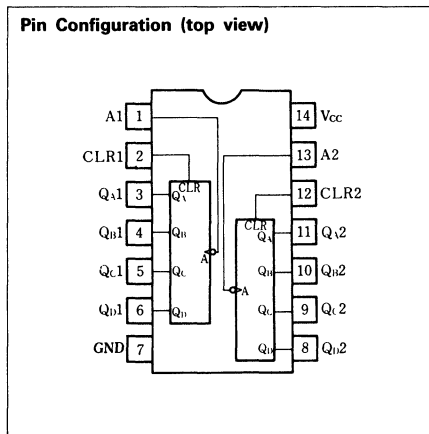 Pin Configuration (top view)
A1 1 14 Vcc
13 A2
CLR1 2
12 CLR2
CLR
QA1 3 QA
CLR
QA 11 QA2
QB1 4 QB
A
QB 10 QB2
QC1 5 QC
A
QC 9 QC2
QD1 6 QD
GND 7
QD 8 QD2